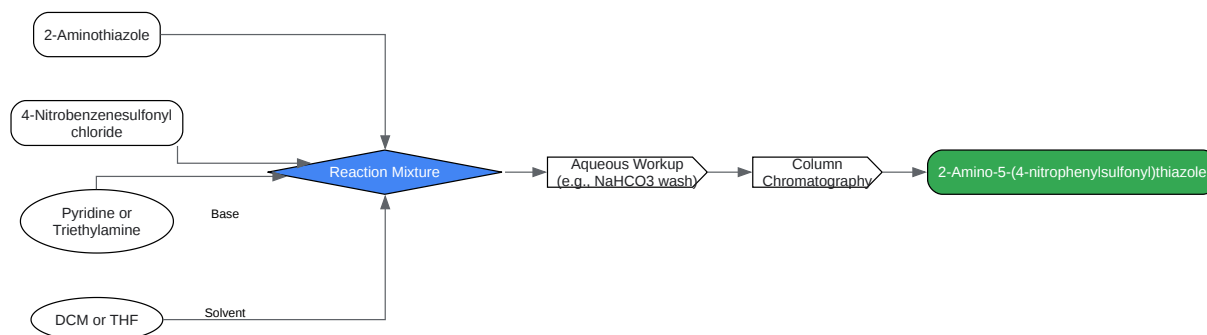 2-Aminothiazole
4-Nitrobenzenesulfonyl
chloride
Reaction Mixture
Aqueous Workup
(e.g., NaHCO3 wash)
Column
Chromatography
2-Amino-5-(4-nitrophenylsulfonyl)thiazole
Pyridine or
Triethylamine
Base
DCM or THF
Solvent